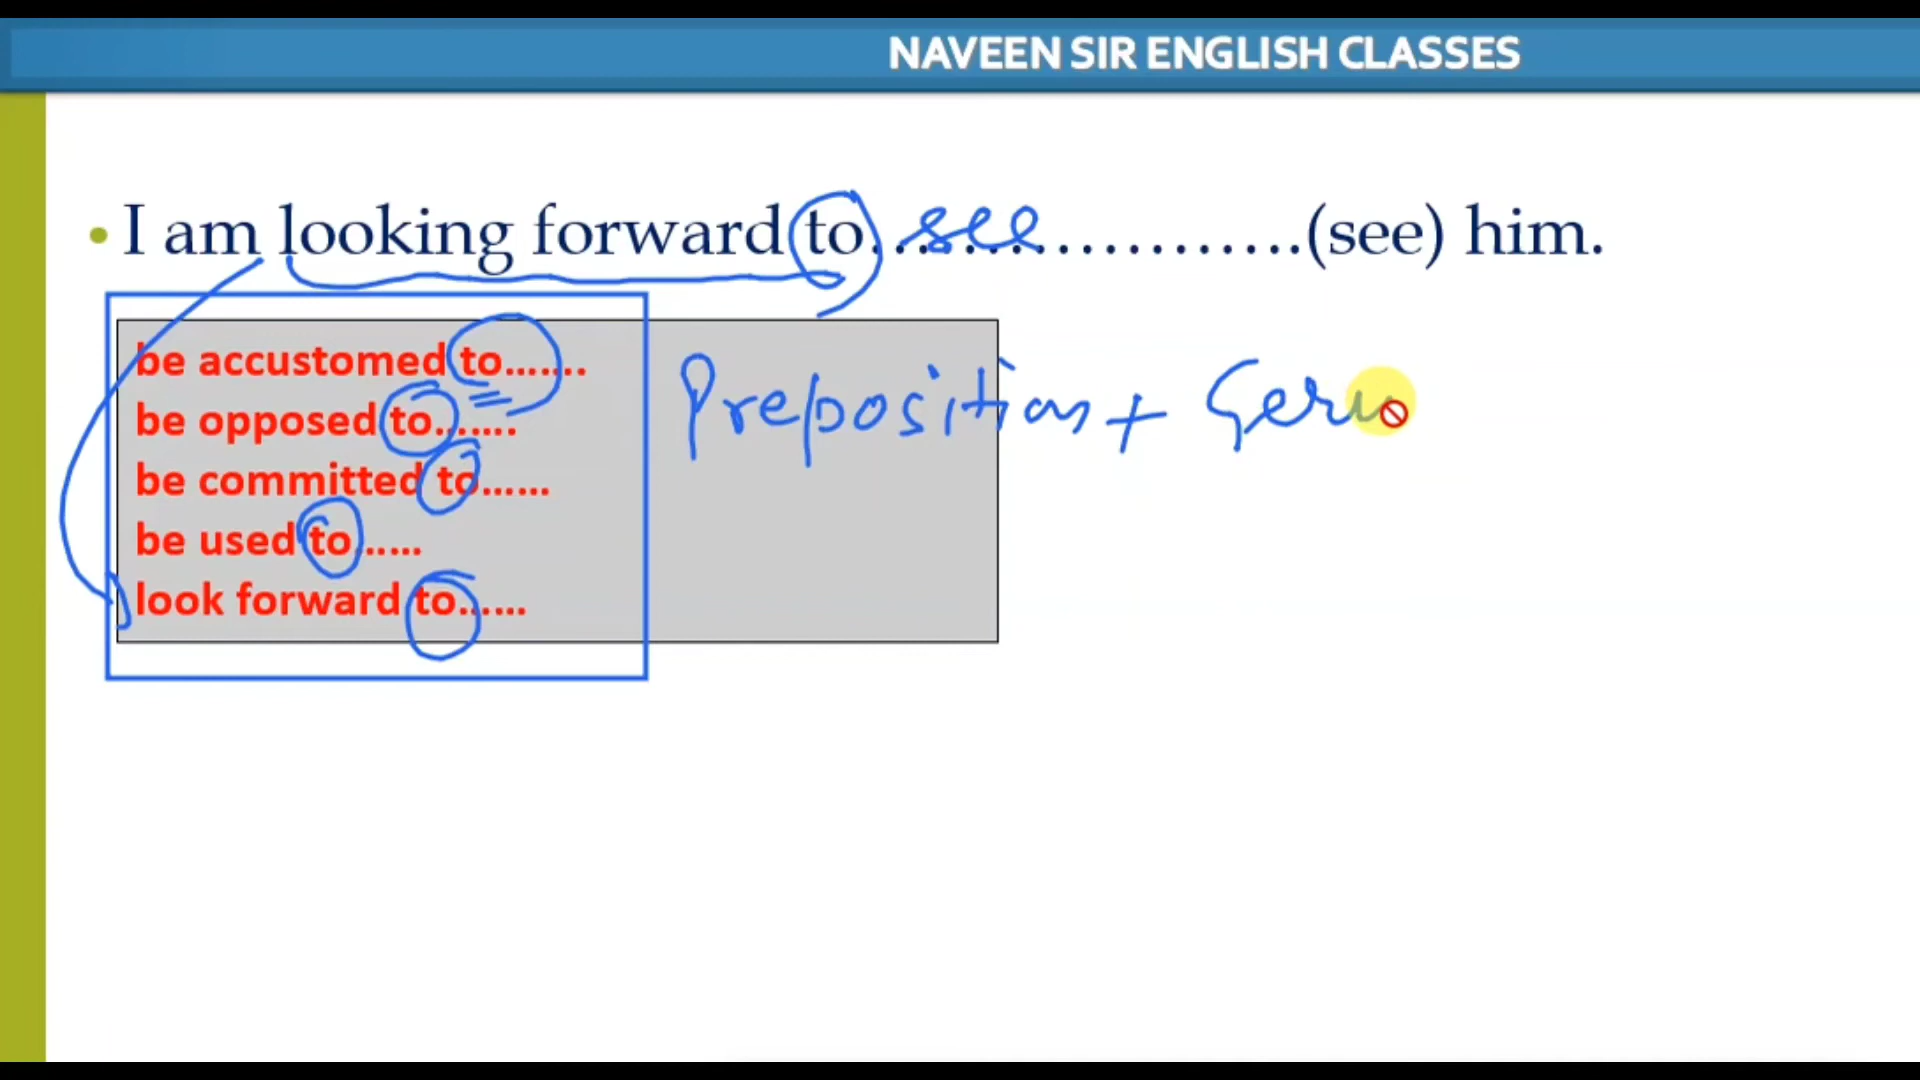 NAVEEN SIR ENGLISH CLASSES
• I am looking forward to. see ....................(see) him.
be accustomed to.......
be opposed to.......
be committed to......
be used to......
look forward to......
Preposition + Geru